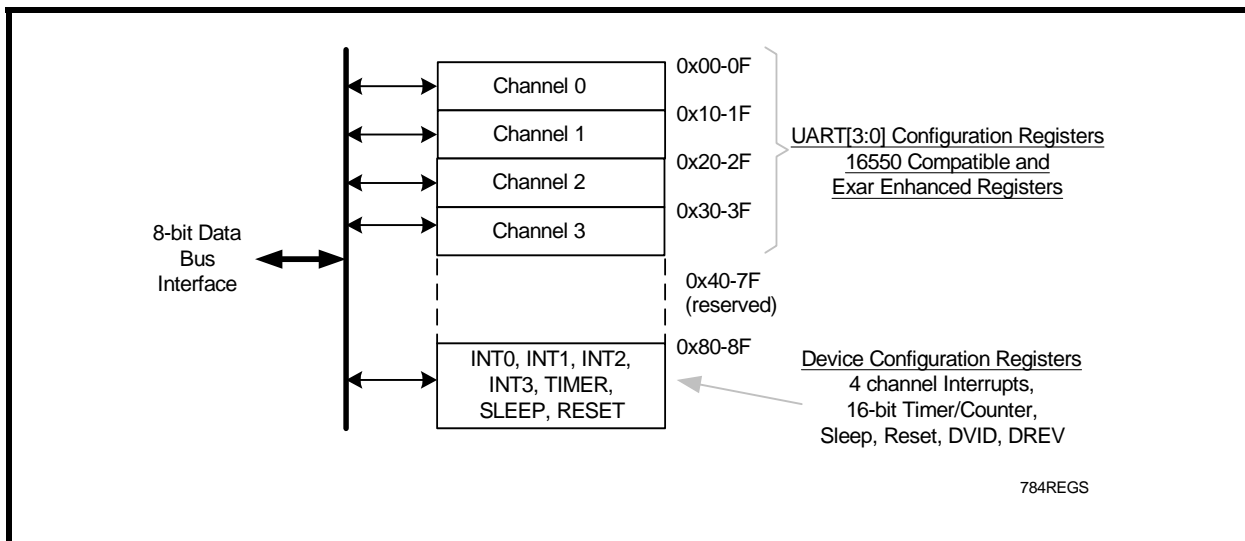 8-bit Data
Bus
Interface
Channel 0
0x00-0F
Channel 1
0x10-1F
Channel 2
0x20-2F
Channel 3
0x30-3F
UART[3:0] Configuration Registers
16550 Compatible and
Exar Enhanced Registers
0x40-7F
(reserved)
INT0, INT1, INT2,
INT3, TIMER,
SLEEP, RESET
0x80-8F
Device Configuration Registers
4 channel Interrupts,
16-bit Timer/Counter,
Sleep, Reset, DVID, DREV
784REGS